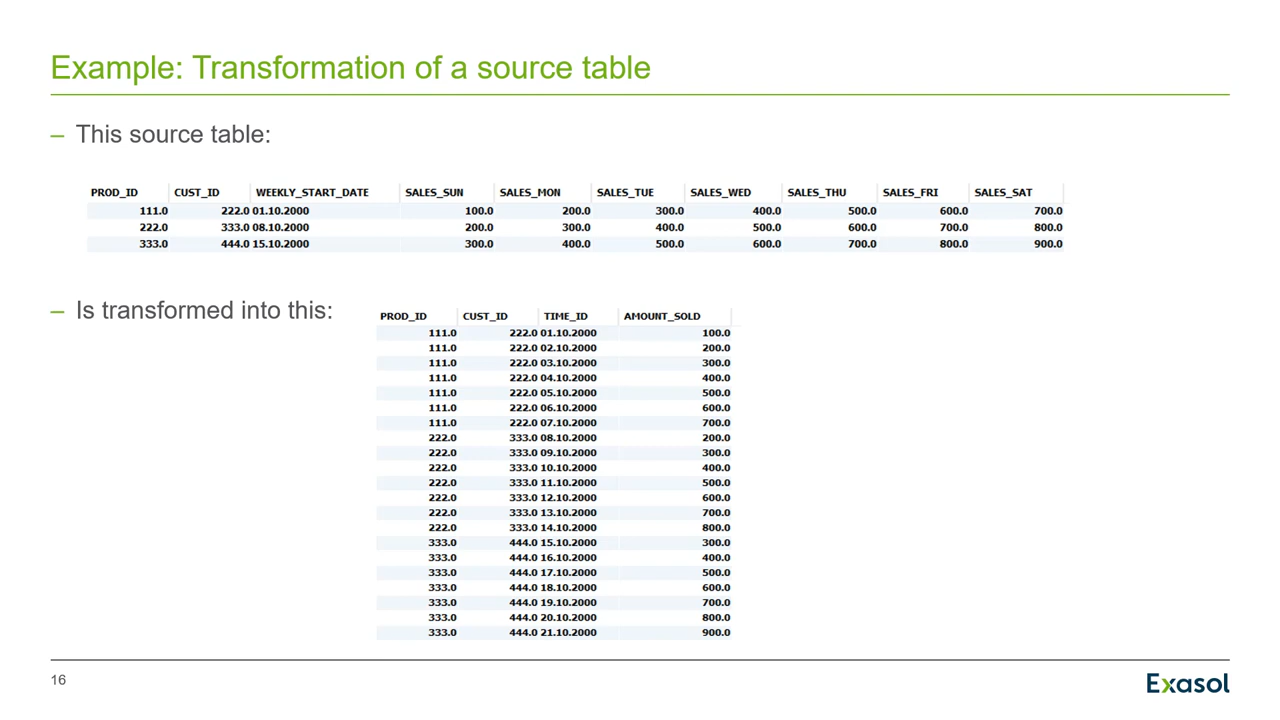 Example: Transformation of a source table
– This source table:
PROD_ID CUST_ID WEEKLY_START_DATE SALES_SUN SALES_MON SALES_TUE SALES_WED SALES_THU SALES_FRI SALES_SAT
111.0 222.0 01.10.2000 100.0 200.0 300.0 400.0 500.0 600.0 700.0
222.0 333.0 08.10.2000 200.0 300.0 400.0 500.0 600.0 700.0 800.0
333.0 444.0 15.10.2000 300.0 400.0 500.0 600.0 700.0 800.0 900.0
– Is transformed into this:
PROD_ID CUST_ID TIME_ID AMOUNT_SOLD
111.0 222.0 01.10.2000 100.0
111.0 222.0 02.10.2000 200.0
111.0 222.0 03.10.2000 300.0
111.0 222.0 04.10.2000 400.0
111.0 222.0 05.10.2000 500.0
111.0 222.0 06.10.2000 600.0
111.0 222.0 07.10.2000 700.0
222.0 333.0 08.10.2000 200.0
222.0 333.0 09.10.2000 300.0
222.0 333.0 10.10.2000 400.0
222.0 333.0 11.10.2000 500.0
222.0 333.0 12.10.2000 600.0
222.0 333.0 13.10.2000 700.0
222.0 333.0 14.10.2000 800.0
333.0 444.0 15.10.2000 300.0
333.0 444.0 16.10.2000 400.0
333.0 444.0 17.10.2000 500.0
333.0 444.0 18.10.2000 600.0
333.0 444.0 19.10.2000 700.0
333.0 444.0 20.10.2000 800.0
333.0 444.0 21.10.2000 900.0
16
Exasol